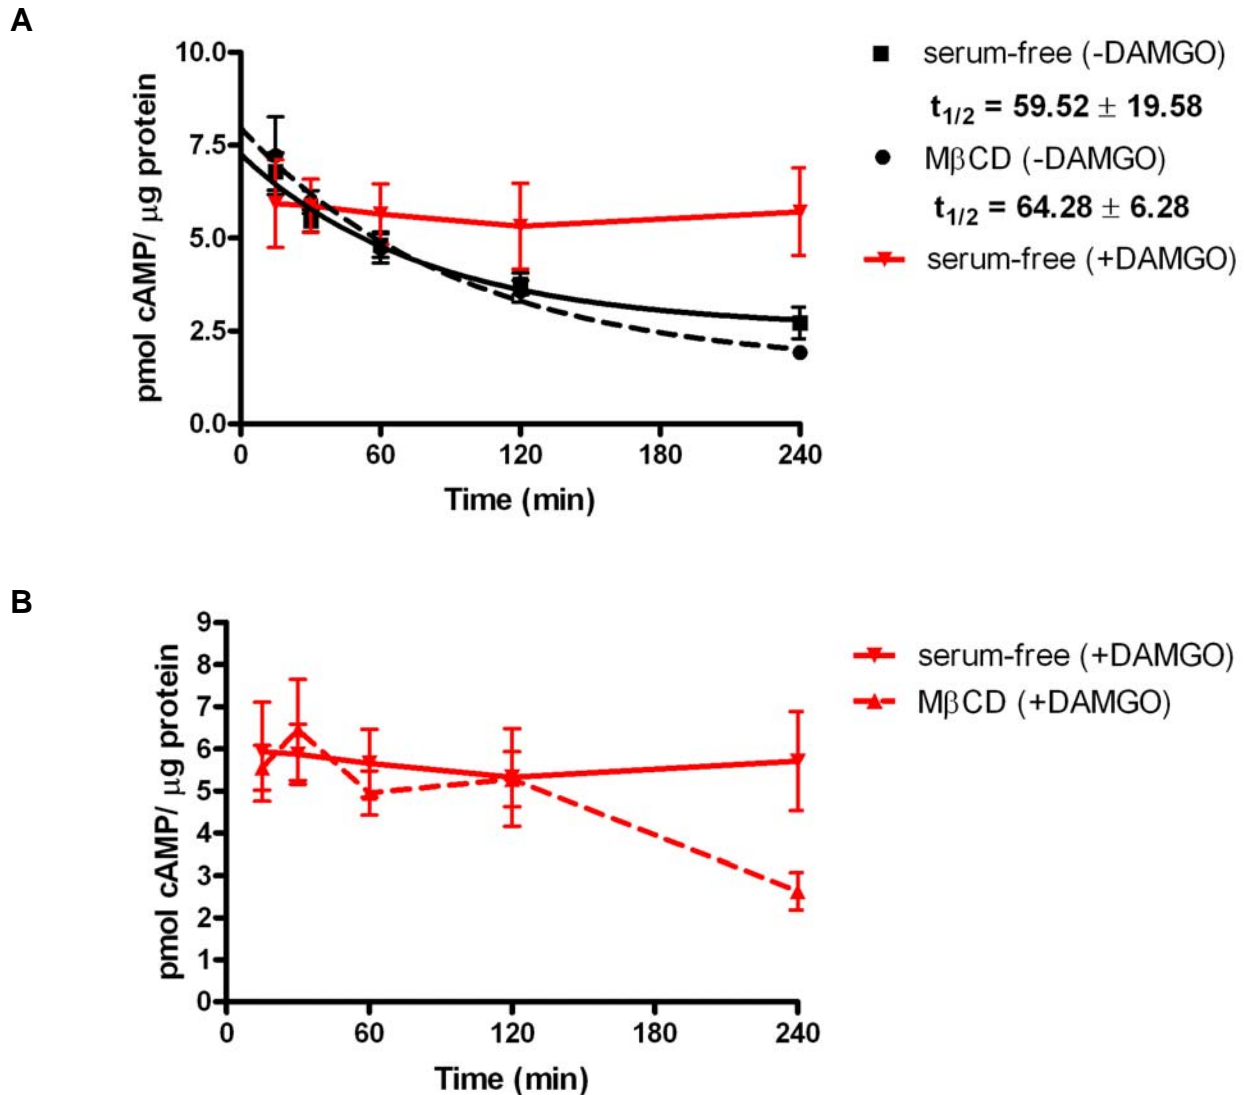 A
pmol cAMP/ μg protein
10.0
7.5
5.0
2.5
0.0
0 60 120 180 240
Time (min)
serum-free (-DAMGO)
t1/2 = 59.52 ± 19.58
MβCD (-DAMGO)
t1/2 = 64.28 ± 6.28
serum-free (+DAMGO)
B
pmol cAMP/ μg protein
9
8
7
6
5
4
3
2
1
0
0 60 120 180 240
Time (min)
serum-free (+DAMGO)
MβCD (+DAMGO)